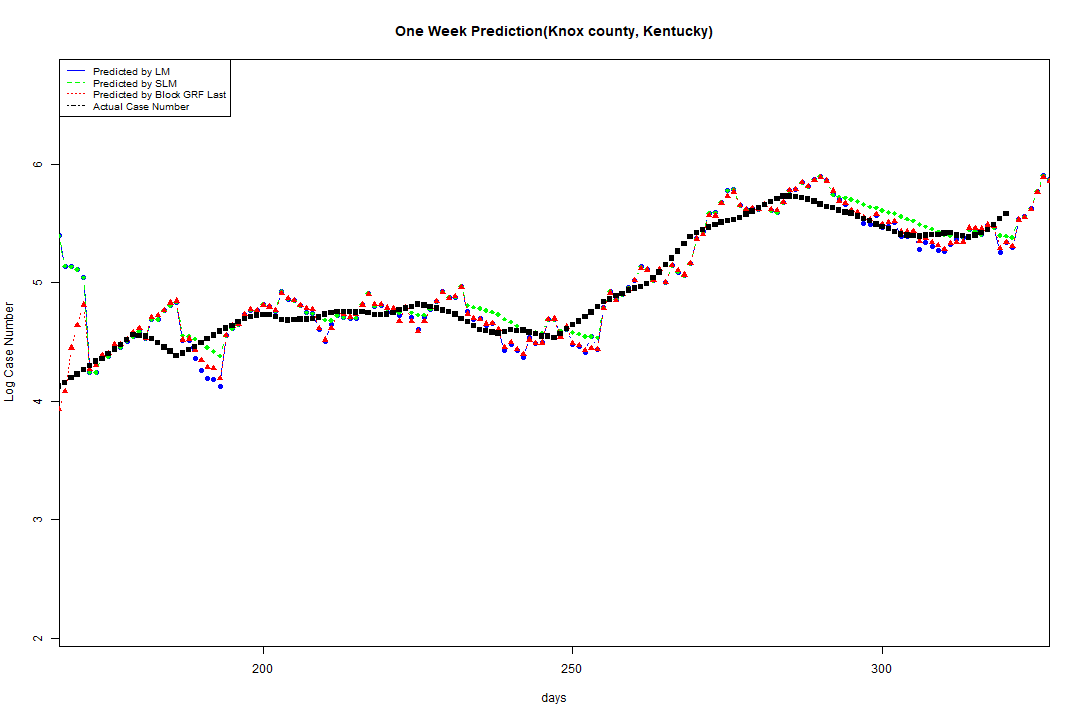 One Week Prediction(Knox county, Kentucky)
Predicted by LM
Predicted by SLM
Predicted by Block GRF Last
Actual Case Number
6
5
4
3
2
Log Case Number
200 250 300
days